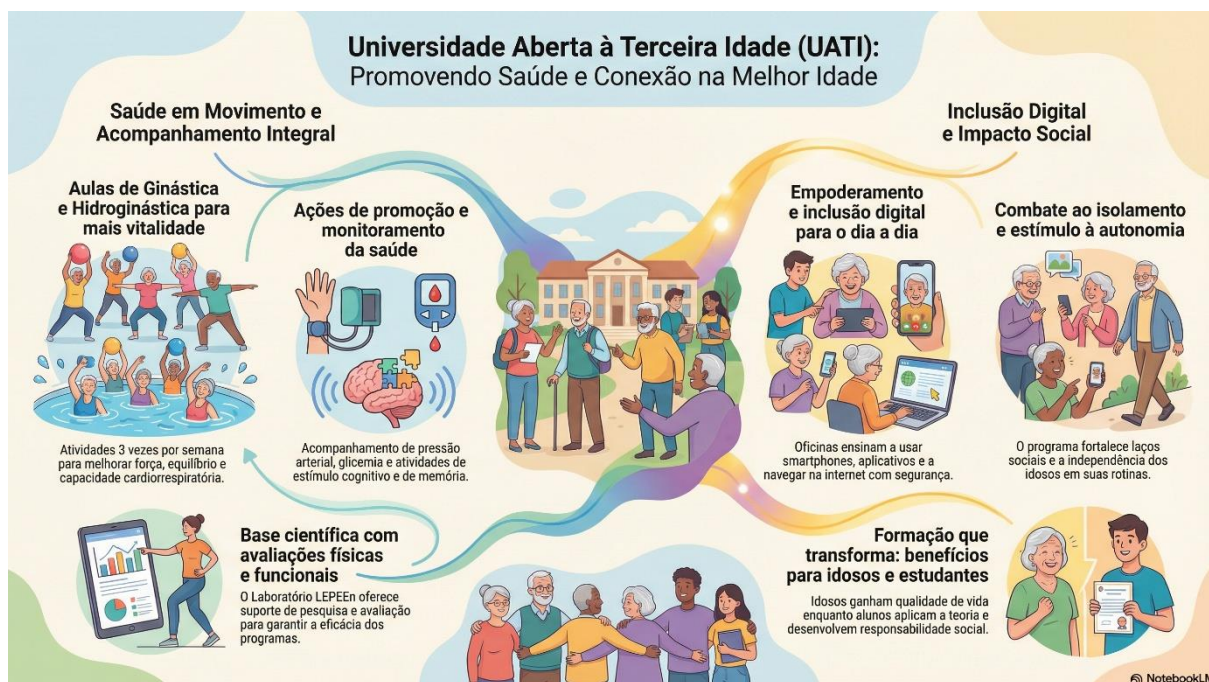 Universidade Aberta à Terceira Idade (UATI):
Promovendo Saúde e Conexão na Melhor Idade
Saúde em Movimento e
Acompanhamento Integral
Aulas de Ginástica
e Hidroginástica para
mais vitalidade
Atividades 3 vezes por semana
para melhorar força, equilíbrio e
capacidade cardiorrespiratória.
Ações de promoção e
monitoramento
da saúde
Acompanhamento de pressão
arterial, glicemia e atividades de
estímulo cognitivo e de memória.
Base científica com
avaliações físicas
e funcionais
O Laboratório LEPEEn oferece
suporte de pesquisa e avaliação
para garantir a eficácia dos
programas.
Inclusão Digital
e Impacto Social
Empoderamento
e inclusão digital
para o dia a dia
Oficinas ensinam a usar
smartphones, aplicativos e a
navegar na internet com segurança.
Combate ao isolamento
e estímulo à autonomia
O programa fortalece laços
sociais e a independência dos
idosos em suas rotinas.
Formação que
transforma: benefícios
para idosos e estudantes
Idosos ganham qualidade de vida
enquanto alunos aplicam a teoria e
desenvolvem responsabilidade social.
NotebookLM